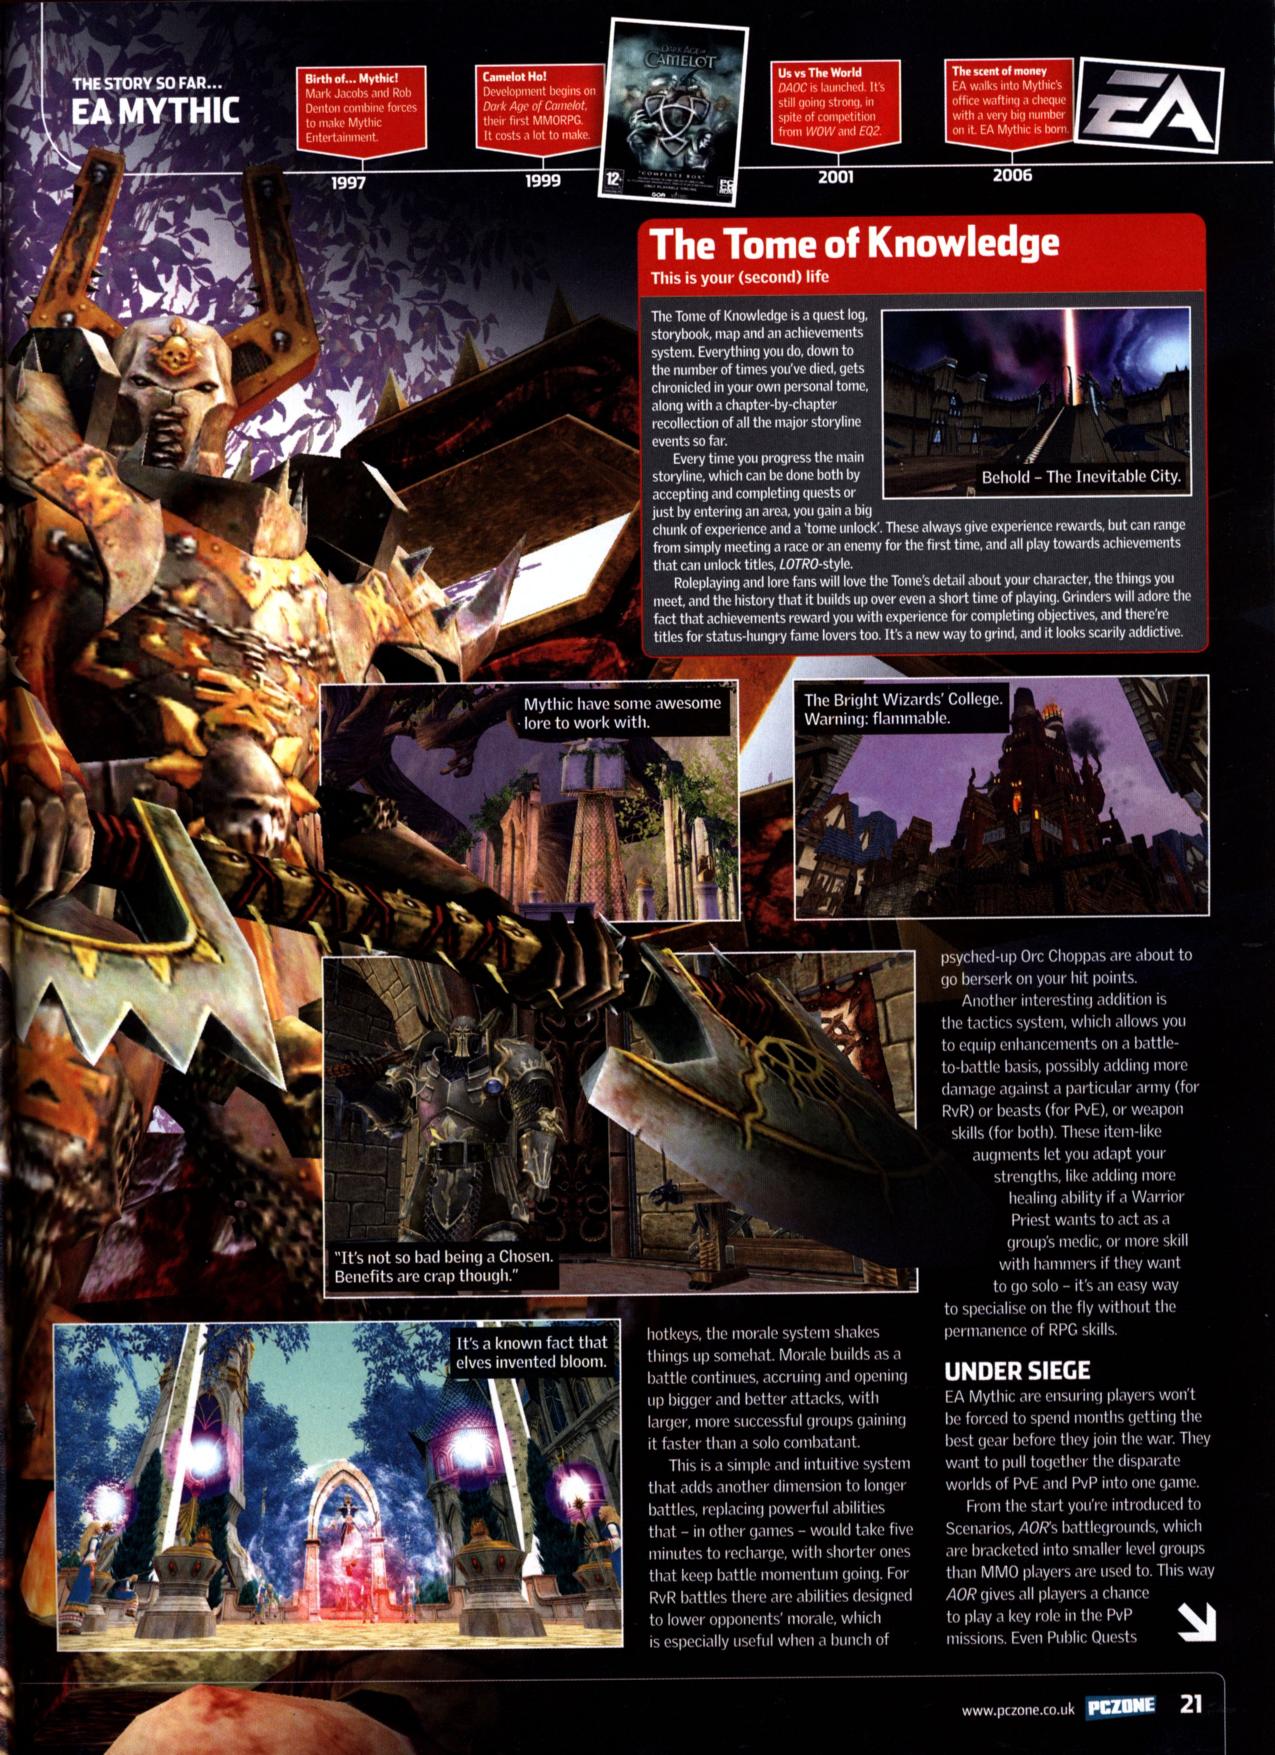 THE STORY SO FAR...
EA MYTHIC
Birth of... Mythic!
Mark Jacobs and Rob
Denton combine forces
to make Mythic
Entertainment.
1997
Camelot Ho!
Development begins on
Dark Age of Camelot,
their first MMORPG.
It costs a lot to make.
1999
DARK AGE OF
CAMELOT
"COMPLETE BOX"
12+
GOA
Us vs The World
DAOC is launched. It's
still going strong, in
spite of competition
from WOW and EQ2.
2001
The scent of money
EA walks into Mythic's
office wafting a cheque
with a very big number
on it. EA Mythic is born.
2006
EA
The Tome of Knowledge
This is your (second) life
The Tome of Knowledge is a quest log,
storybook, map and an achievements
system. Everything you do, down to
the number of times you've died, gets
chronicled in your own personal tome,
along with a chapter-by-chapter
recollection of all the major storyline
events so far.
Every time you progress the main
storyline, which can be done both by
accepting and completing quests or
just by entering an area, you gain a big
chunk of experience and a 'tome unlock'. These always give experience rewards, but can range
from simply meeting a race or an enemy for the first time, and all play towards achievements
that can unlock titles, LOTRO-style.
Roleplaying and lore fans will love the Tome's detail about your character, the things you
meet, and the history that it builds up over even a short time of playing. Grinders will adore the
fact that achievements reward you with experience for completing objectives, and there're
titles for status-hungry fame lovers too. It's a new way to grind, and it looks scarily addictive.
Behold – The Inevitable City.
Mythic have some awesome
lore to work with.
The Bright Wizards' College.
Warning: flammable.
"It's not so bad being a Chosen.
Benefits are crap though."
It's a known fact that
elves invented bloom.
hotkeys, the morale system shakes
things up somehat. Morale builds as a
battle continues, accruing and opening
up bigger and better attacks, with
larger, more successful groups gaining
it faster than a solo combatant.
This is a simple and intuitive system
that adds another dimension to longer
battles, replacing powerful abilities
that – in other games – would take five
minutes to recharge, with shorter ones
that keep battle momentum going. For
RvR battles there are abilities designed
to lower opponents' morale, which
is especially useful when a bunch of
psyched-up Orc Choppas are about to
go berserk on your hit points.
Another interesting addition is
the tactics system, which allows you
to equip enhancements on a battle-
to-battle basis, possibly adding more
damage against a particular army (for
RvR) or beasts (for PvE), or weapon
skills (for both). These item-like
augments let you adapt your
strengths, like adding more
healing ability if a Warrior
Priest wants to act as a
group's medic, or more skill
with hammers if they want
to go solo – it's an easy way
to specialise on the fly without the
permanence of RPG skills.
UNDER SIEGE
EA Mythic are ensuring players won't
be forced to spend months getting the
best gear before they join the war. They
want to pull together the disparate
worlds of PvE and PvP into one game.
From the start you're introduced to
Scenarios, AOR's battlegrounds, which
are bracketed into smaller level groups
than MMO players are used to. This way
AOR gives all players a chance
to play a key role in the PvP
missions. Even Public Quests
www.pczone.co.uk PCZONE 21